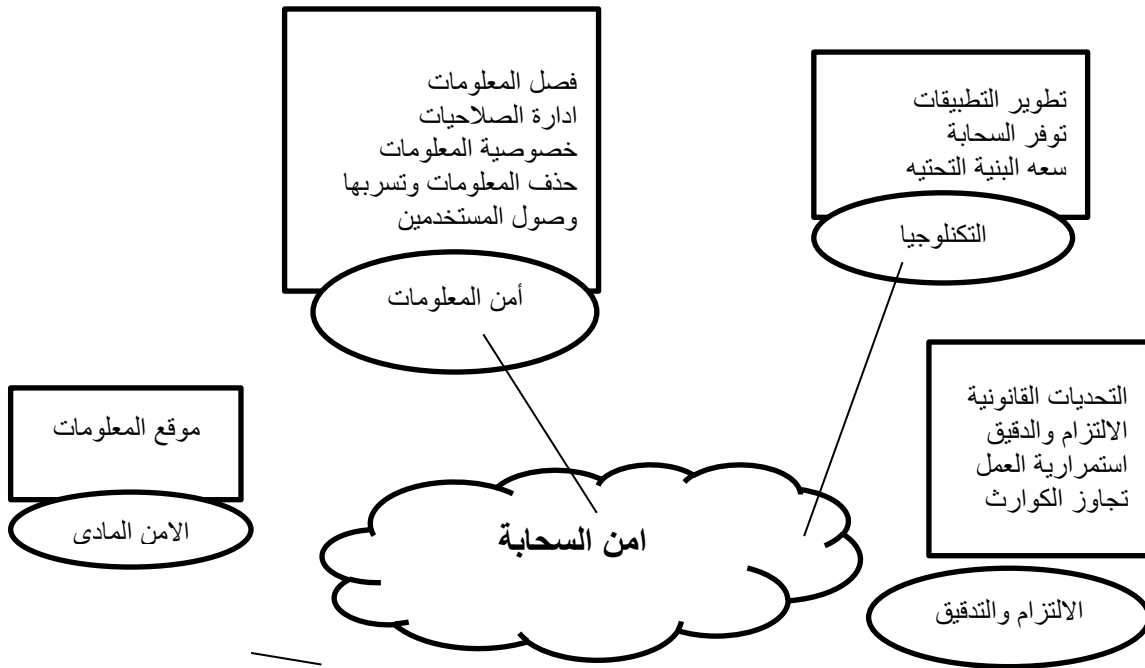 فصل المعلومات
ادارة الصلاحيات
خصوصية المعلومات
حذف المعلومات وتسربها
وصول المستخدمين
أمن المعلومات
تطوير التطبيقات
توفر السحابة
سعه البنية التحتيه
التكنلوجيا
التحديات القانونية
الالتزام والدقيق
استمرارية العمل
تجاوز الكوارث
الالتزام والتدقيق
موقع المعلومات
الامن المادى
امن السحابة